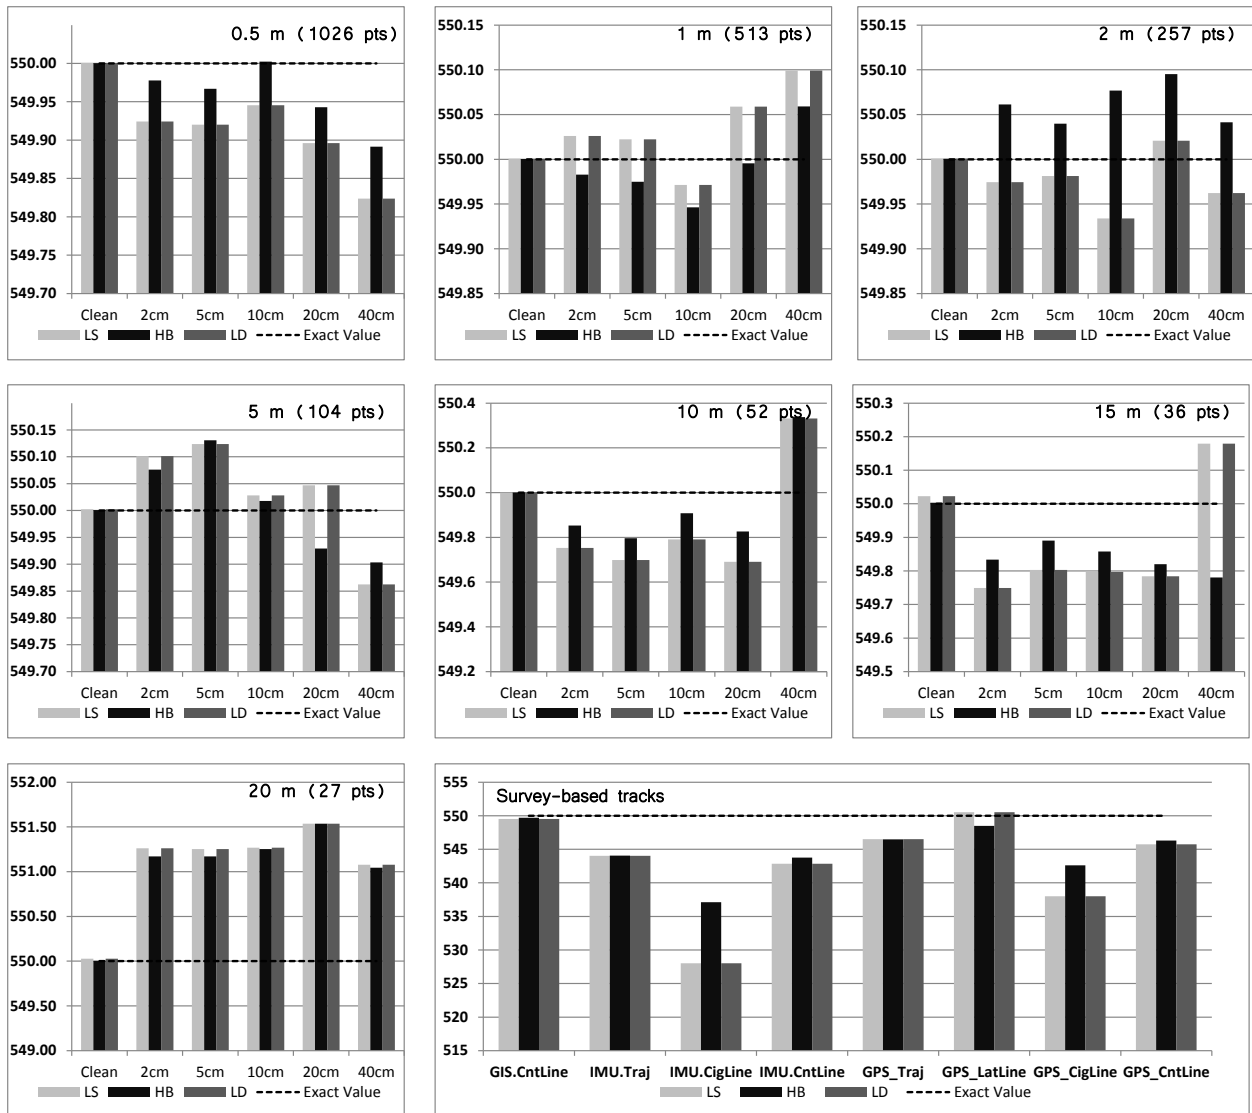 0.5 m (1026 pts)
550.00
549.95
549.90
549.85
549.80
549.75
549.70
Clean 2cm 5cm 10cm 20cm 40cm
LS HB LD Exact Value
1 m (513 pts)
550.15
550.10
550.05
550.00
549.95
549.90
549.85
Clean 2cm 5cm 10cm 20cm 40cm
LS HB LD Exact Value
2 m (257 pts)
550.15
550.10
550.05
550.00
549.95
549.90
549.85
Clean 2cm 5cm 10cm 20cm 40cm
LS HB LD Exact Value
5 m (104 pts)
550.15
550.10
550.05
550.00
549.95
549.90
549.85
549.80
549.75
549.70
Clean 2cm 5cm 10cm 20cm 40cm
LS HB LD Exact Value
10 m (52 pts)
550.4
550.2
550.0
549.8
549.6
549.4
549.2
Clean 2cm 5cm 10cm 20cm 40cm
LS HB LD Exact Value
15 m (36 pts)
550.3
550.2
550.1
550.0
549.9
549.8
549.7
549.6
549.5
Clean 2cm 5cm 10cm 20cm 40cm
LS HB LD Exact Value
20 m (27 pts)
552.00
551.50
551.00
550.50
550.00
549.50
549.00
Clean 2cm 5cm 10cm 20cm 40cm
LS HB LD Exact Value
Survey-based tracks
555
550
545
540
535
530
525
520
515
GIS.CntLine IMU.Traj IMU.CigLine IMU.CntLine GPS_Traj GPS_LatLine GPS_CigLine GPS_CntLine
LS HB LD Exact Value